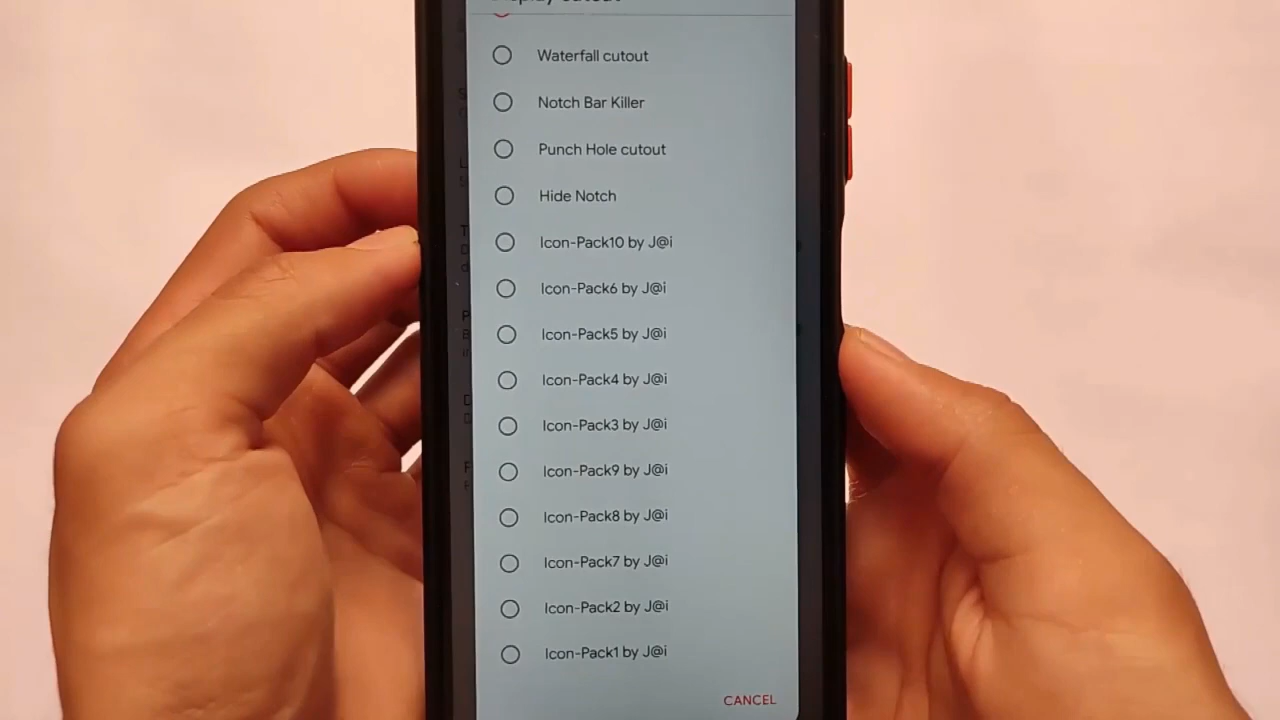 Display cutout
Waterfall cutout
Notch Bar Killer
Punch Hole cutout
Hide Notch
Icon-Pack10 by J@i
Icon-Pack6 by J@i
Icon-Pack5 by J@i
Icon-Pack4 by J@i
Icon-Pack3 by J@i
Icon-Pack9 by J@i
Icon-Pack8 by J@i
Icon-Pack7 by J@i
Icon-Pack2 by J@i
Icon-Pack1 by J@i
CANCEL